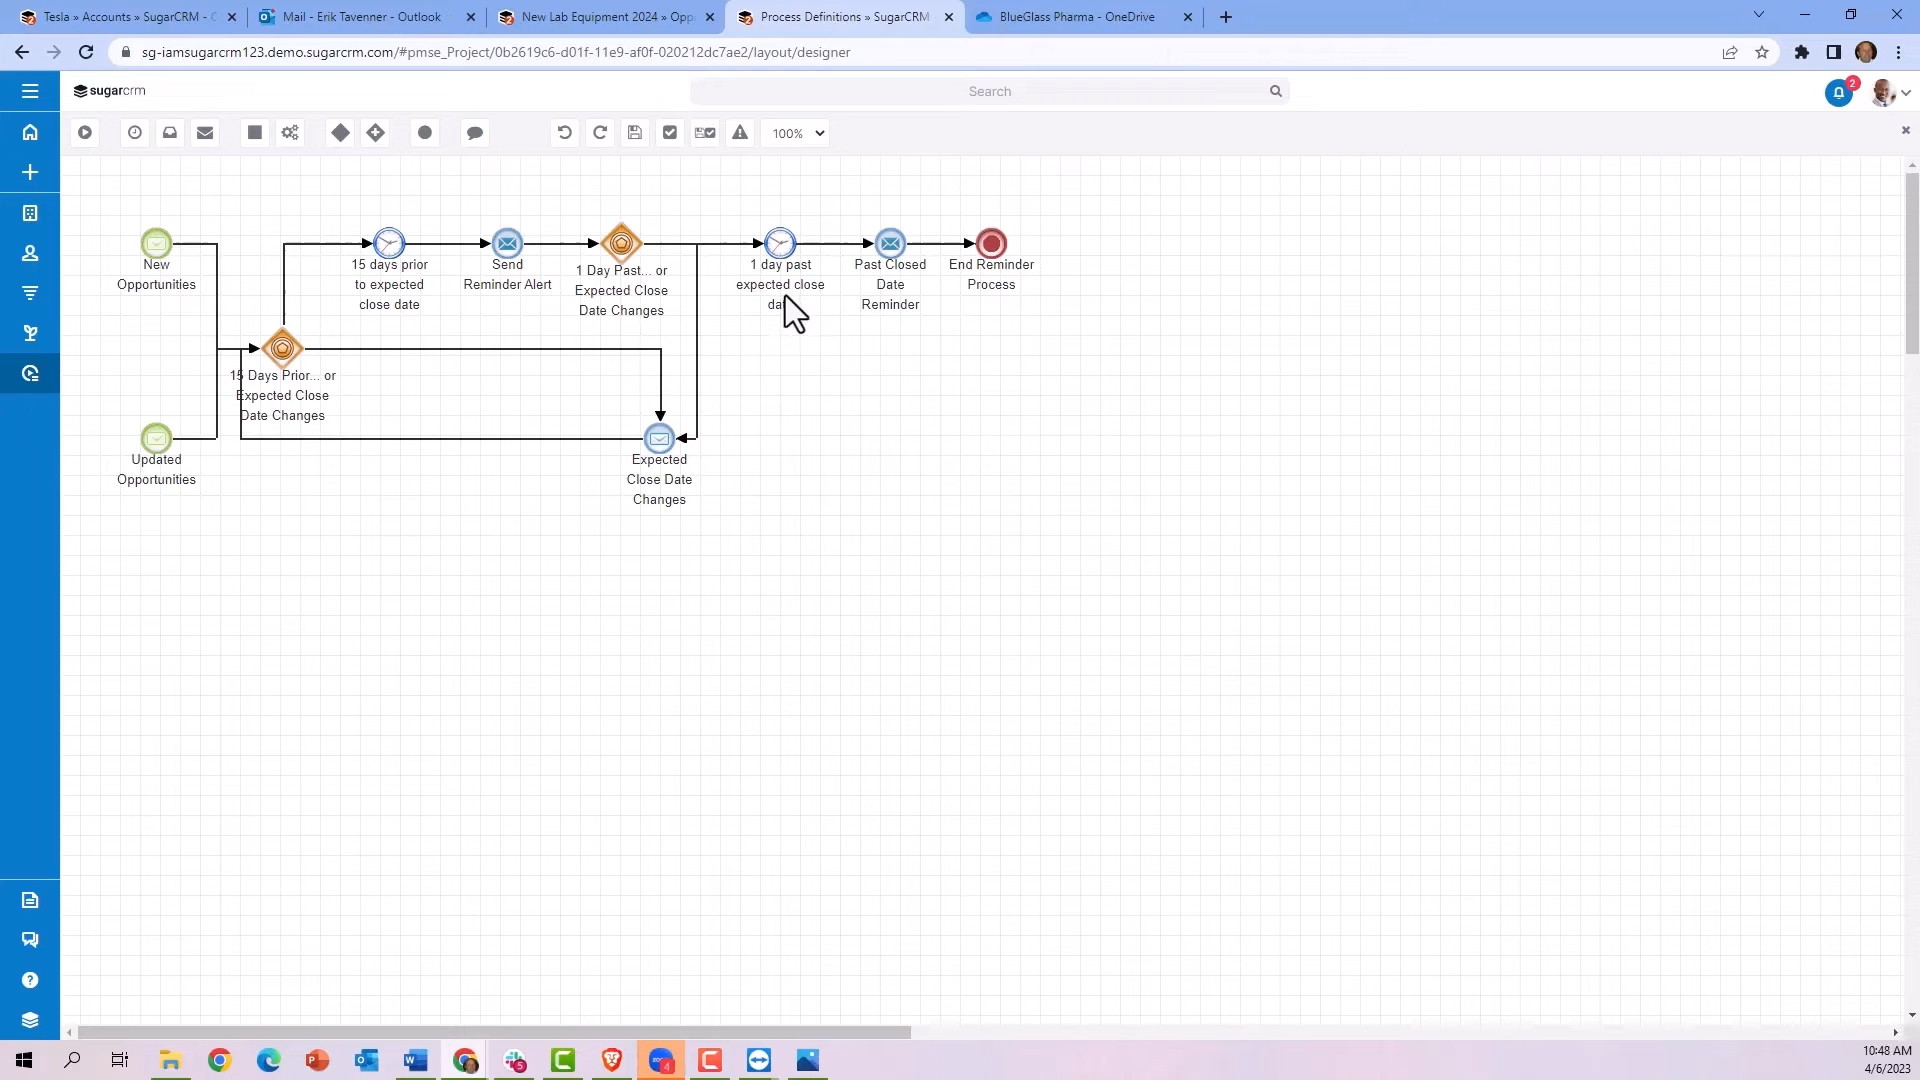 Tesla » Accounts » SugarCRM - C
Mail - Erik Tavenner - Outlook
New Lab Equipment 2024 » Opp
Process Definitions » SugarCRM
BlueGlass Pharma - OneDrive
sg-iamsugarcrm123.demo.sugarcrm.com/#pmse_Project/0b2619c6-d01f-11e9-af0f-020212dc7ae2/layout/designer
sugarcrm
Search
2
100%
New
Opportunities
15 days prior
to expected
close date
Send
Reminder Alert
1 Day Past... or
Expected Close
Date Changes
1 day past
expected close
Past Closed
Date
Reminder
End Reminder
Process
15 Days Prior... or
Expected Close
Date Changes
Updated
Opportunities
Expected
Close Date
Changes
5
zoom
4
10:48 AM
4/6/2023